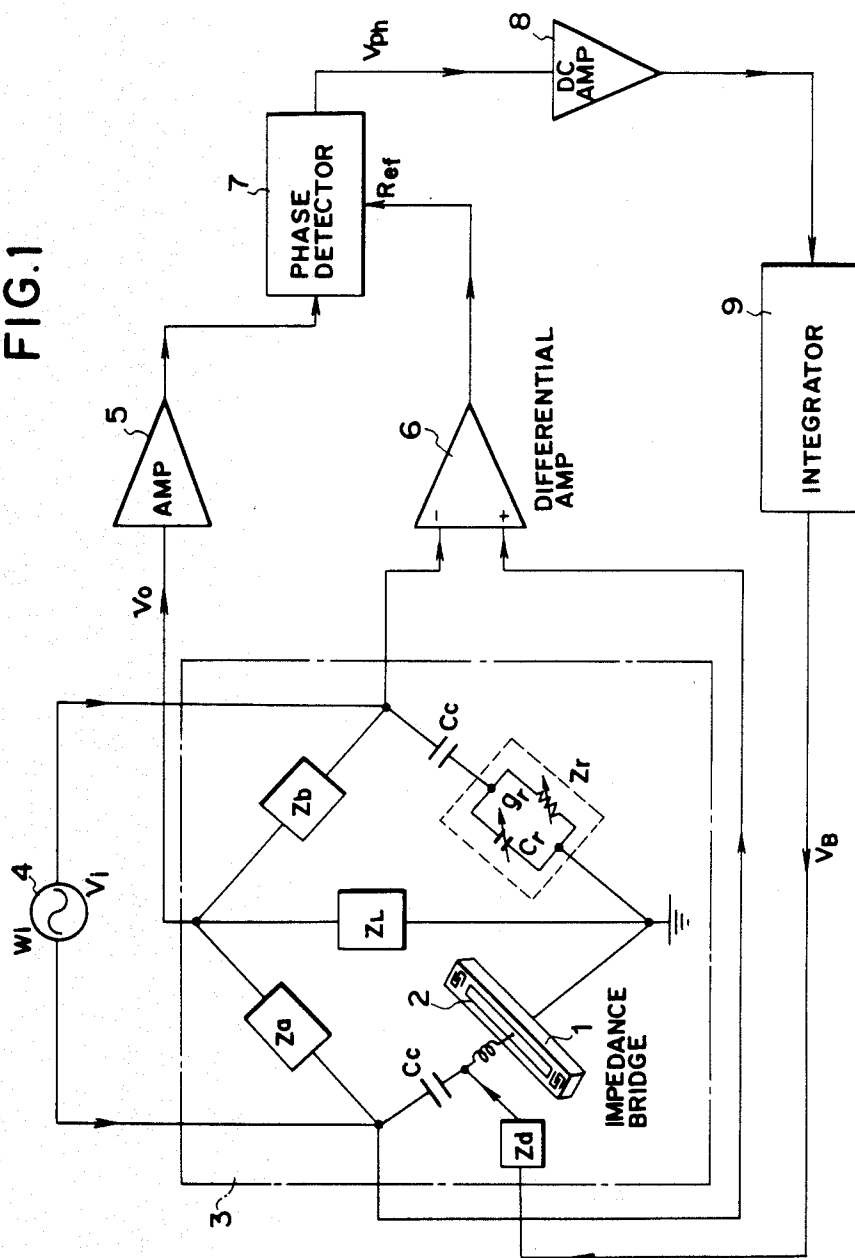 FIG.1
4
W1
V1
Vo
5
AMP
7
PHASE
DETECTOR
Ref
Vph
8
DC
AMP
6
-
+
DIFFERENTIAL
AMP
9
INTEGRATOR
VB
3
Za
Zb
ZL
Cc
Cc
Zr
gr
Cr
2
1
Zd
IMPEDANCE
BRIDGE